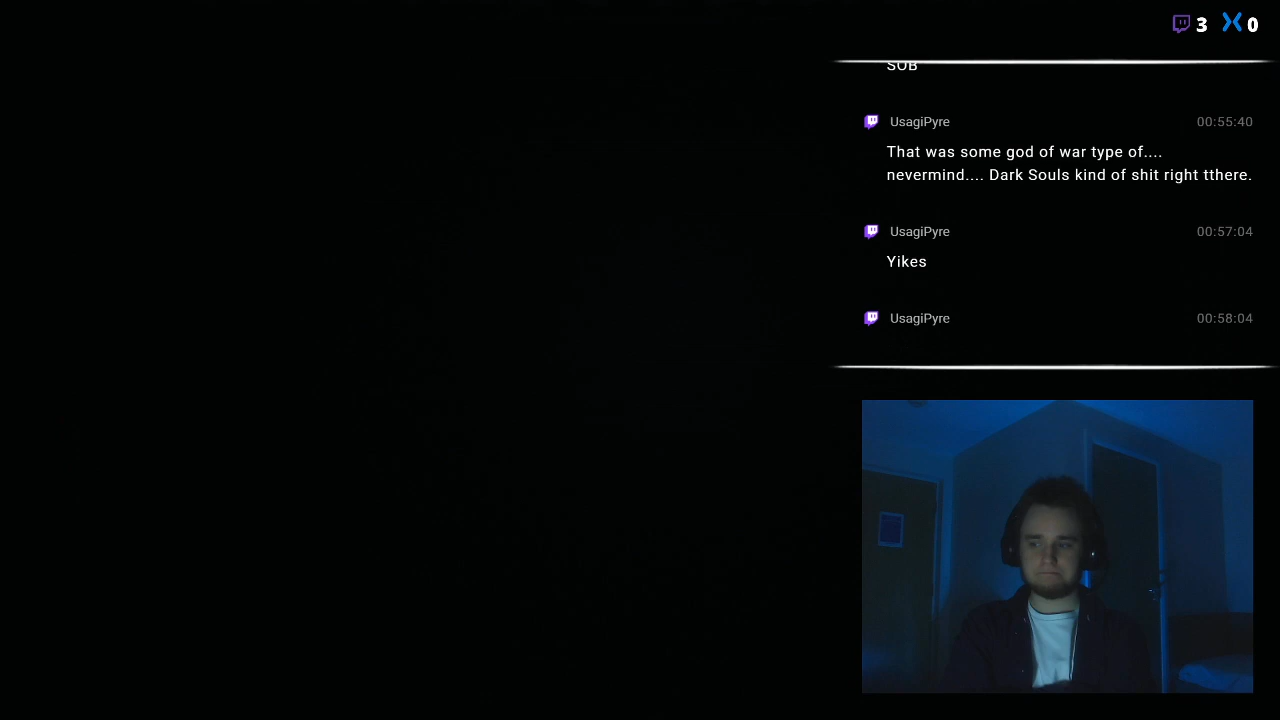 3 0
SOB
UsagiPyre 00:55:40
That was some god of war type of....
nevermind.... Dark Souls kind of shit right tthere.
UsagiPyre 00:57:04
Yikes
UsagiPyre 00:58:04